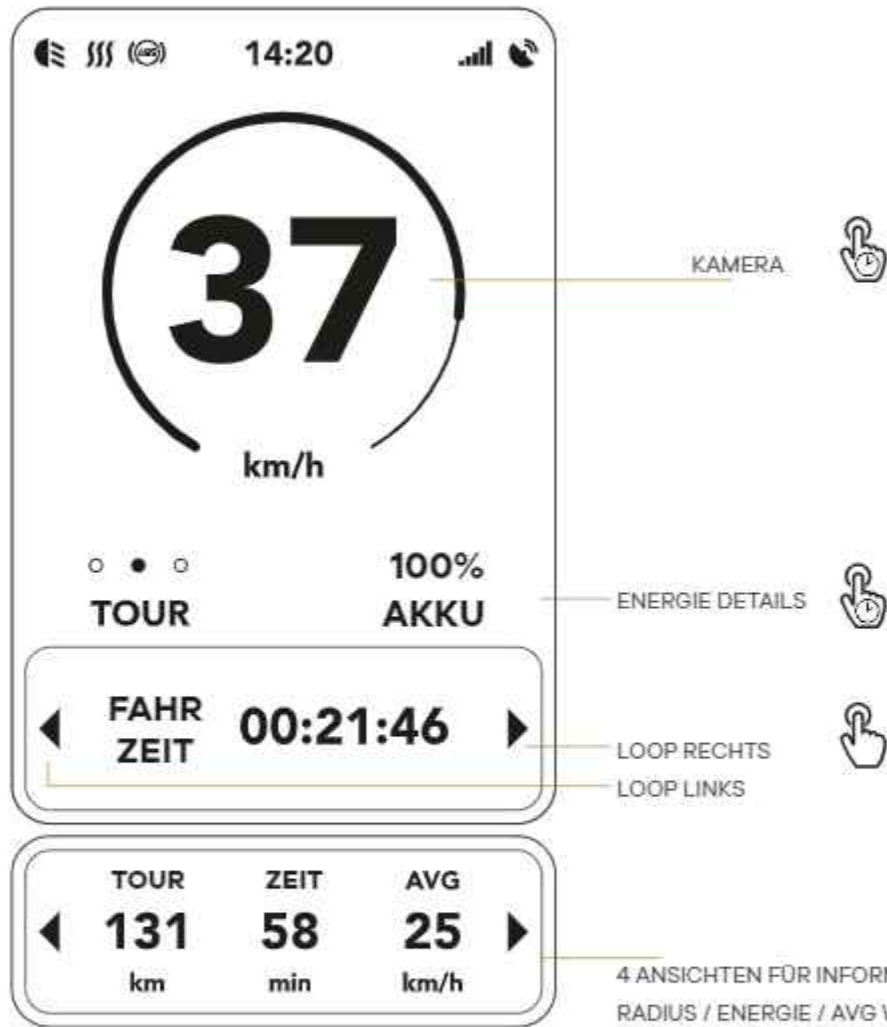 14:20
37
km/h
KAMERA
100%
TOUR
AKKU
ENERGIE DETAILS
FAHR
ZEIT
00:21:46
LOOP RECHTS
LOOP LINKS
TOUR ZEIT AVG
131 58 25
km min km/h
4 ANSICHTEN FÜR
RADIUS / ENERGIE / AVG